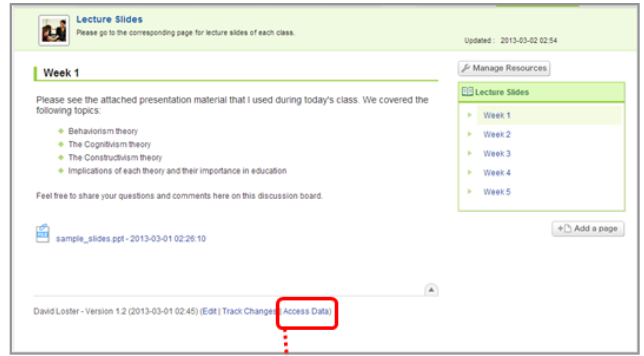 Lecture Slides
Please go to the corresponding page for lecture slides of each class.
Updated : 2013-03-02 02:54
Week 1
Please see the attached presentation material that I used during today's class. We covered the
following topics:
Behaviorism theory
The Cognitivism theory
The Constructivism theory
Implications of each theory and their importance in education
Feel free to share your questions and comments here on this discussion board.
sample_slides.ppt - 2013-03-01 02:26:10
David Loster - Version 1.2 (2013-03-01 02:45) (Edit | Track Changes | Access Data)
Manage Resources
Lecture Slides
Week 1
Week 2
Week 3
Week 4
Week 5
Add a page